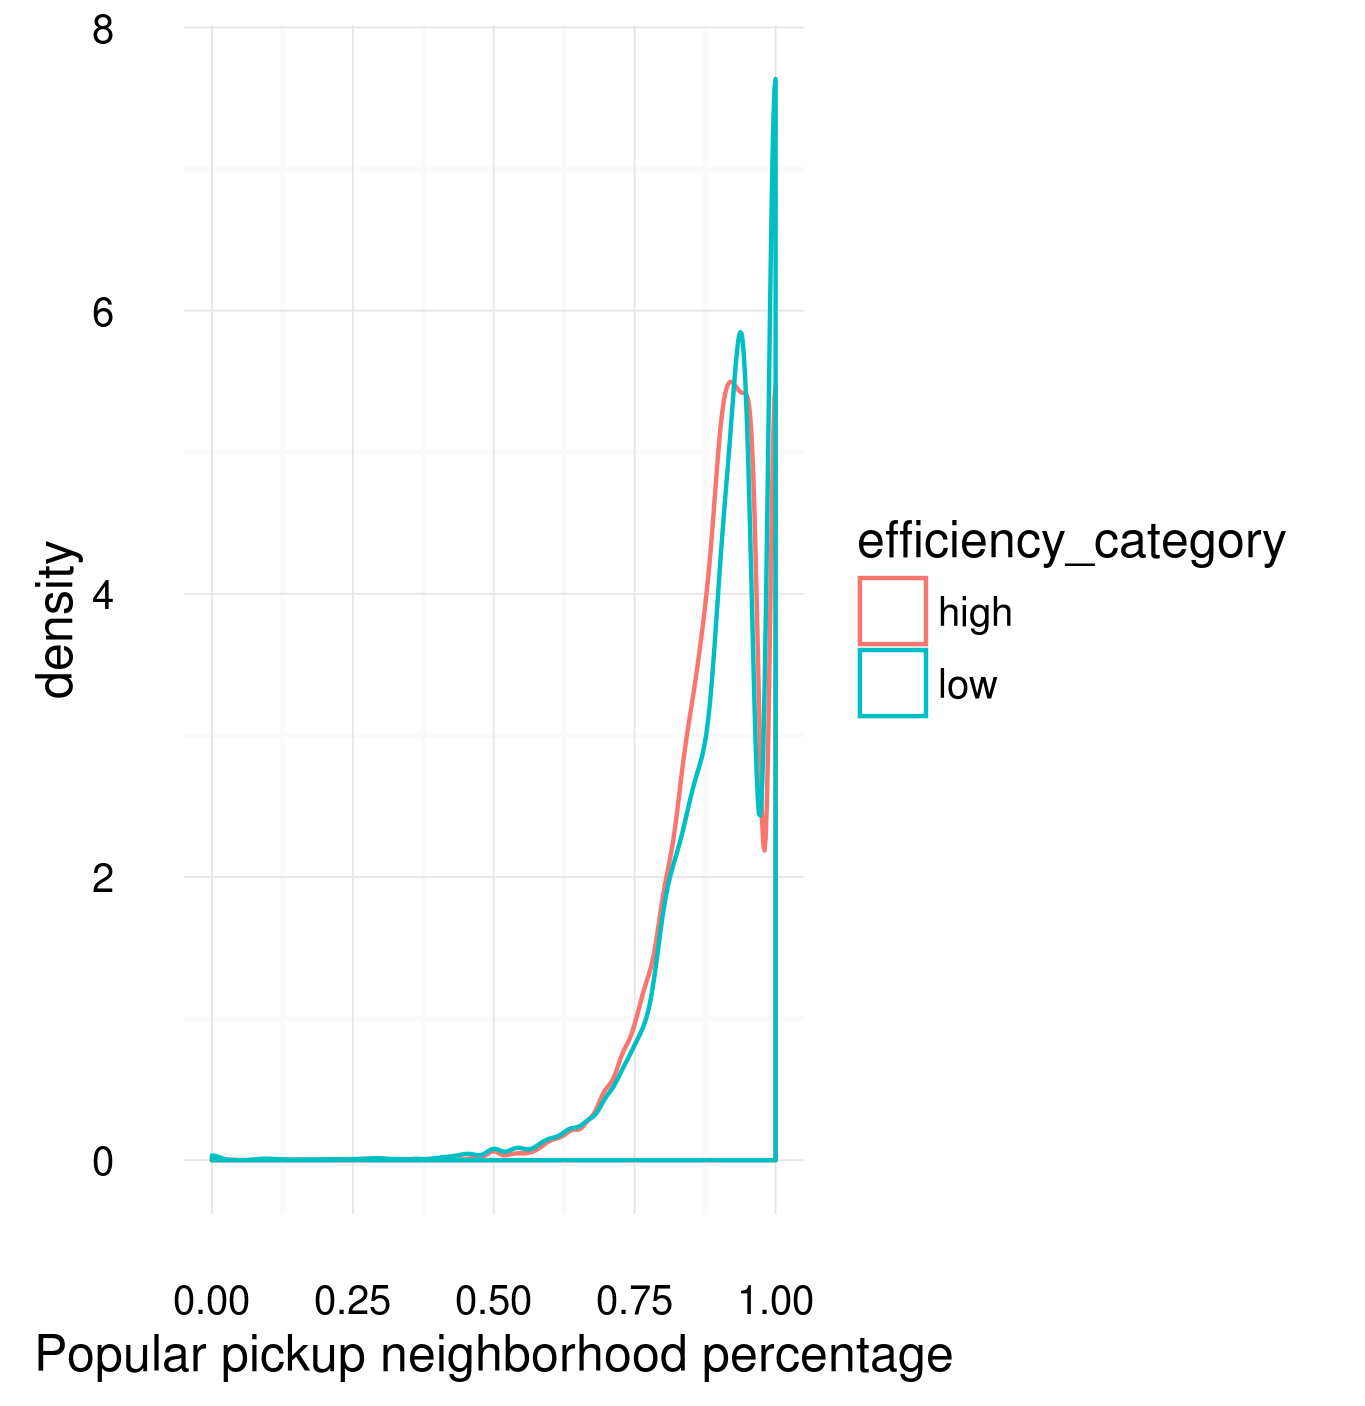 8
6
4
2
0
density
0.00 0.25 0.50 0.75 1.00
Popular pickup neighborhood percentage
efficiency_category
high
low